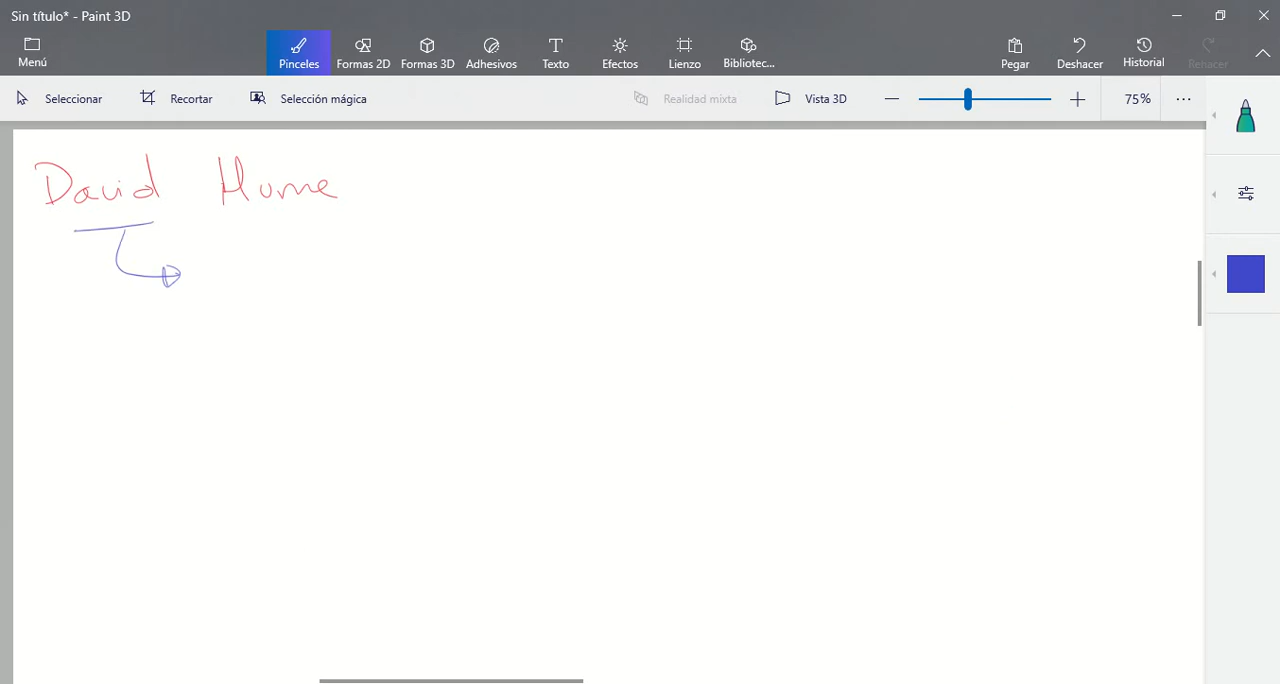 Sin título* - Paint 3D
Menú Pinceles Formas 2D Formas 3D Adhesivos Texto Efectos Lienzo Bibliotec... Pegar Deshacer Historial Rehacer
Seleccionar Recortar Selección mágica Realidad mixta Vista 3D 75%
David Hume